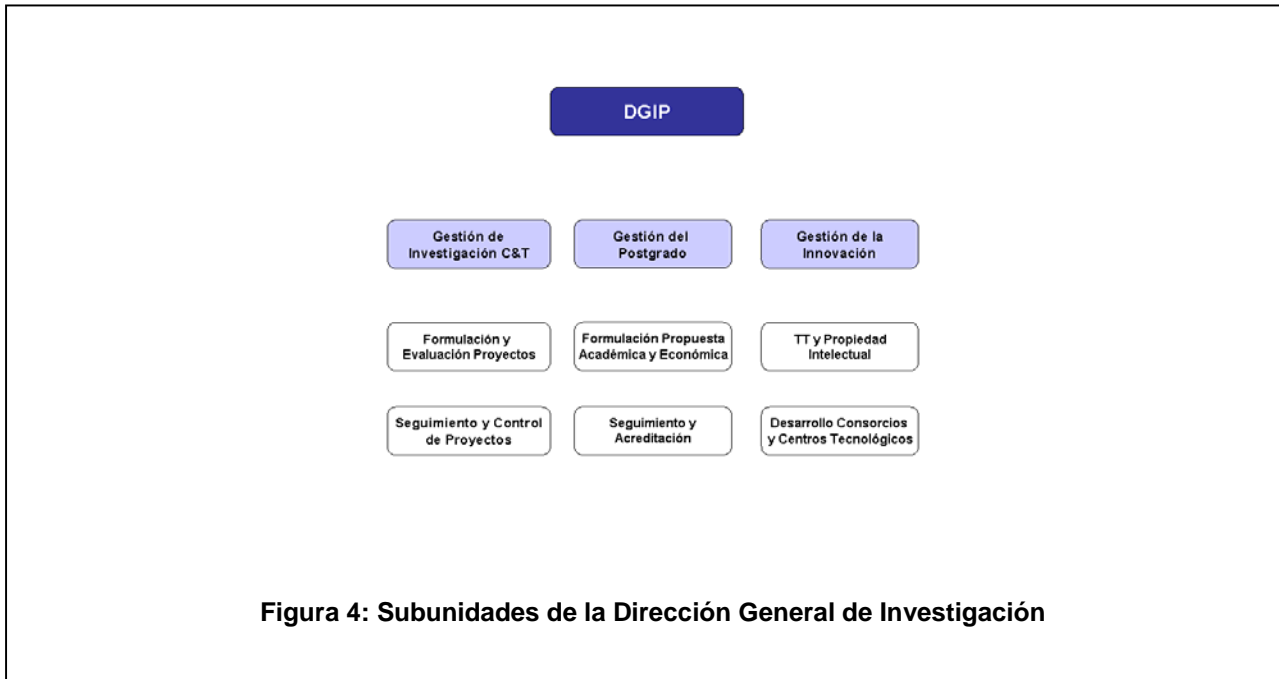 DGIP
Gestión de
Investigación C&T
Gestión del
Postgrado
Gestión de la
Innovación
Formulación y
Evaluación Proyectos
Formulación Propuesta
Académica y Económica
TT y Propiedad
Intelectual
Seguimiento y Control
de Proyectos
Seguimiento y
Acreditación
Desarrollo Consorcios
y Centros Tecnológicos
Figura 4: Subunidades de la Dirección General de Investigación